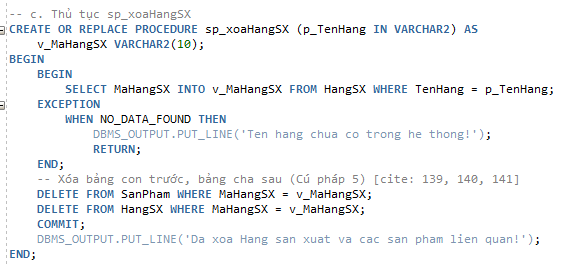 -- c. Thủ tục sp_xoaHangSX
CREATE OR REPLACE PROCEDURE sp_xoaHangSX (p_TenHang IN VARCHAR2) AS
    v_MaHangSX VARCHAR2(10);
BEGIN
    BEGIN
        SELECT MaHangSX INTO v_MaHangSX FROM HangSX WHERE TenHang = p_TenHang;
    EXCEPTION
        WHEN NO_DATA_FOUND THEN
            DBMS_OUTPUT.PUT_LINE('Ten hang chua co trong he thong!');
            RETURN;
    END;
    -- Xóa bảng con trước, bảng cha sau (Cú pháp 5) [cite: 139, 140, 141]
    DELETE FROM SanPham WHERE MaHangSX = v_MaHangSX;
    DELETE FROM HangSX WHERE MaHangSX = v_MaHangSX;
    COMMIT;
    DBMS_OUTPUT.PUT_LINE('Da xoa Hang san xuat va cac san pham lien quan!');
END;